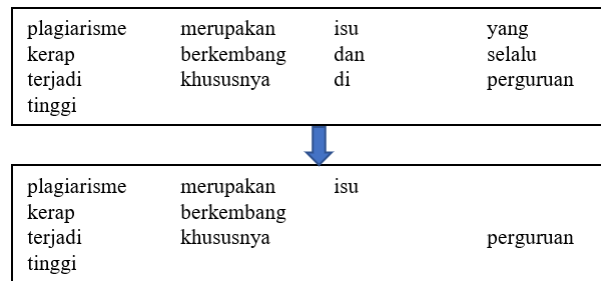 plagiarisme merupakan isu yang
kerap berkembang dan selalu
terjadi khususnya di perguruan
tinggi
plagiarisme merupakan isu
kerap berkembang
terjadi khususnya perguruan
tinggi